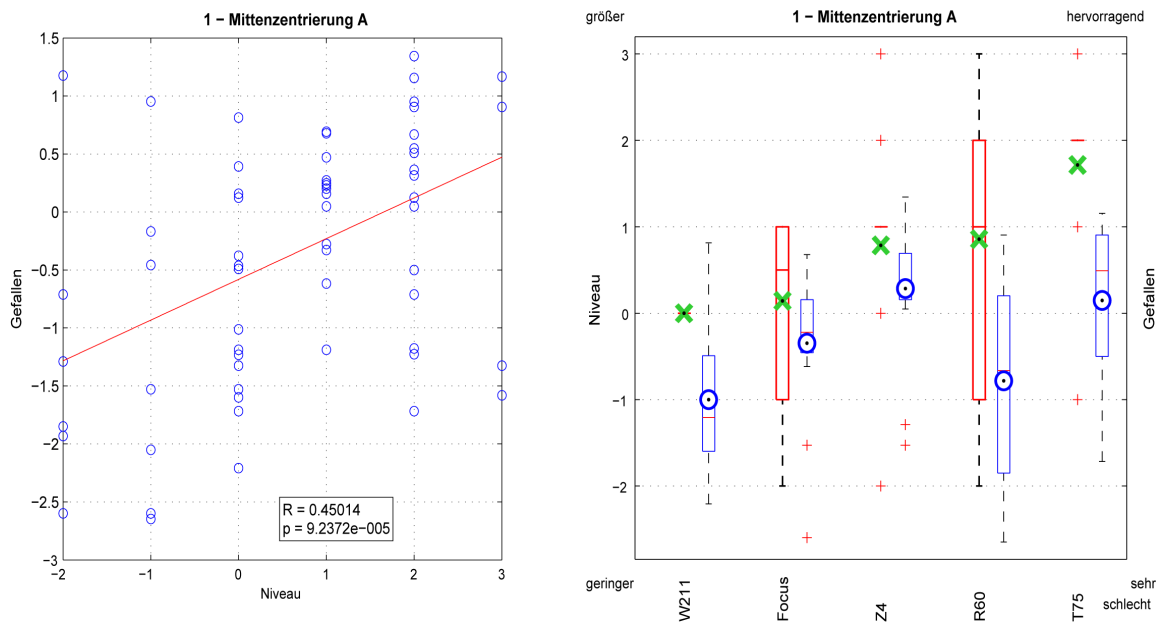 1 – Mittenzentrierung A
1.5
1
0.5
0
−0.5
−1
−1.5
−2
−2.5
−3
Gefallen
R = 0.45014
p = 9.2372e−005
−2 −1 0 1 2 3
Niveau
größer 1 – Mittenzentrierung A hervorragend
3
2
1
0
−1
−2
Niveau
Gefallen
geringer sehr
schlecht
W211
Focus
Z4
R60
T75